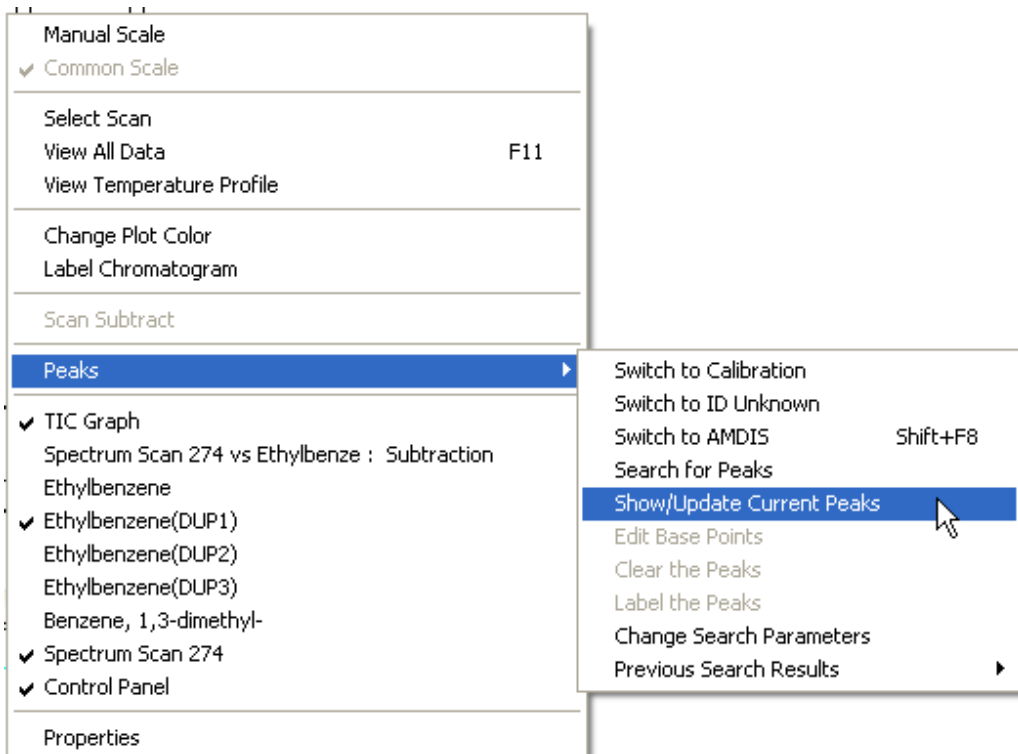 Manual Scale
Common Scale
Select Scan
View All Data F11
View Temperature Profile
Change Plot Color
Label Chromatogram
Scan Subtract
Peaks
TIC Graph
Spectrum Scan 274 vs Ethylbenze : Subtraction
Ethylbenzene
Ethylbenzene(DUP1)
Ethylbenzene(DUP2)
Ethylbenzene(DUP3)
Benzene, 1,3-dimethyl-
Spectrum Scan 274
Control Panel
Properties
Switch to Calibration
Switch to ID Unknown
Switch to AMDIS Shift+F8
Search for Peaks
Show/Update Current Peaks
Edit Base Points
Clear the Peaks
Label the Peaks
Change Search Parameters
Previous Search Results